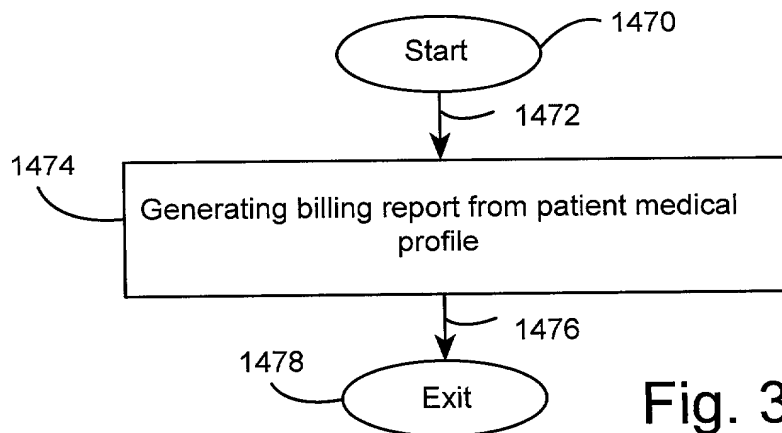 1470
Start
1472
1474
Generating billing report from patient medical
profile
1476
1478
Exit
Fig. 3